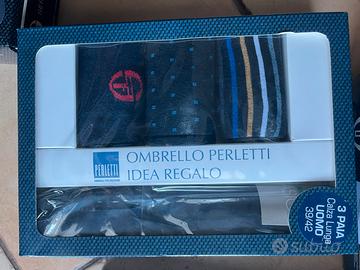 OMBRELLO PERLETTI
IDEA REGALO
PERLETTI
3 PAIA
Calza Lunga
UOMO
39/42
subito